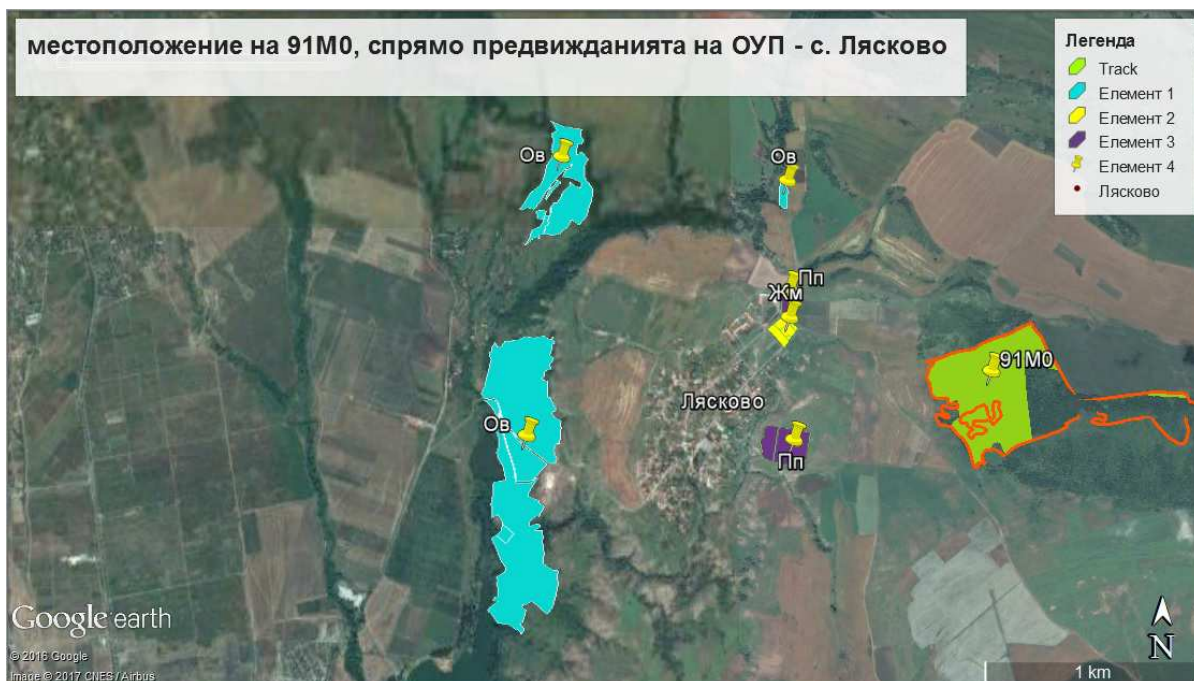 местоположение на 91М0, спрямо предвижданията на ОУП - с. Лясково
Легенда
Track
Елемент 1
Елемент 2
Елемент 3
Елемент 4
Лясково
Ов
Ов
Пп
Жм
91М0
Лясково
Ов
Пп
Google earth
© 2016 Google
Image © 2017 CNES / Airbus
N
1 km